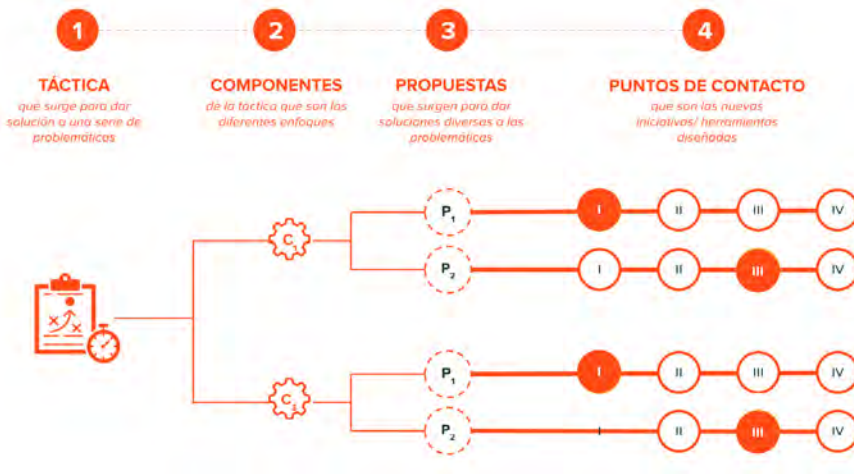 1
2
3
4
TÁCTICA
que surge para dar
solución a una serie de
problemáticas
COMPONENTES
de la táctica que son los
diferentes enfoques
PROPUESTAS
que surgen para dar
soluciones diversas a las
problemáticas
PUNTOS DE CONTACTO
que son las nuevas
iniciativas/ herramientas
diseñadas
C1
P1
I
II
III
IV
P2
I
II
III
IV
C2
P1
I
II
III
IV
P2
I
II
III
IV